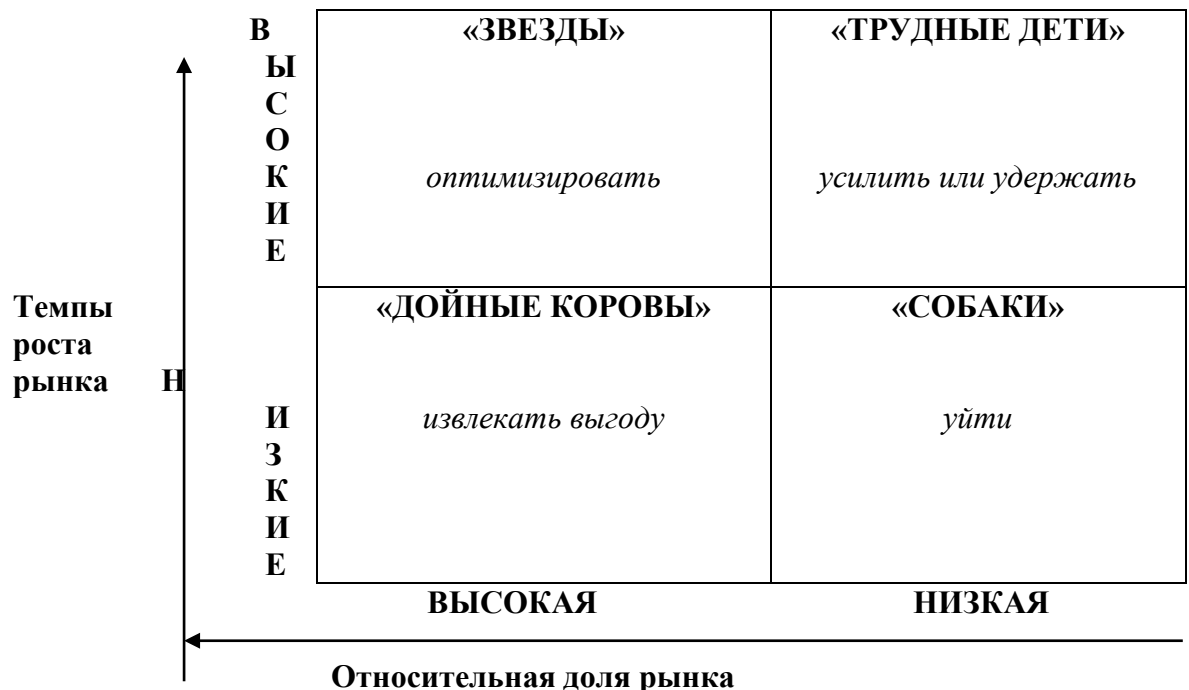 «ЗВЕЗДЫ»
«ТРУДНЫЕ ДЕТИ»
В
Ы
С
О
К
И
Е
оптимизировать
усилить или удержать
Темпы
роста
рынка
«ДОЙНЫЕ КОРОВЫ»
«СОБАКИ»
Н
И
З
К
И
Е
извлекать выгоду
уйти
ВЫСОКАЯ
НИЗКАЯ
Относительная доля рынка